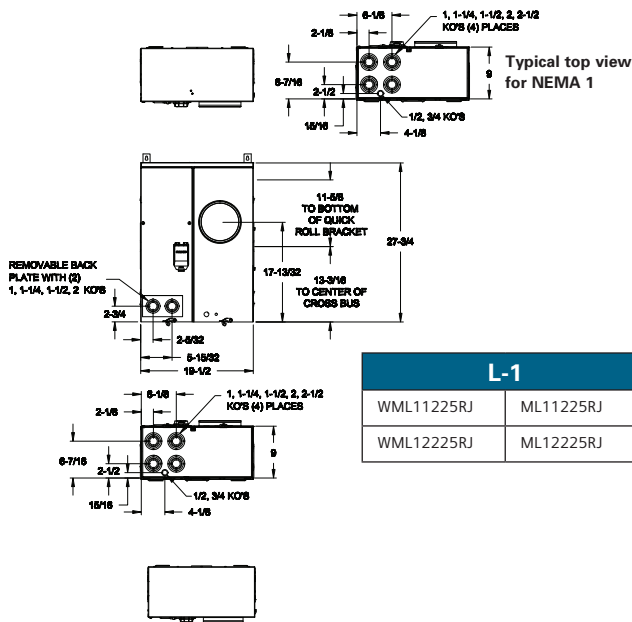 6-1/8
1, 1-1/4, 1-1/2, 2, 2-1/2
KO'S (4) PLACES
2-1/8
Typical top view
for NEMA 1
6-7/16
2-1/2
9
15/16
1/2, 3/4 KO'S
4-1/8
11-5/8
TO BOTTOM
OF QUICK
ROLL BRACKET
27-3/4
17-13/32
13-3/16
TO CENTER OF
CROSS BUS
REMOVABLE BACK
PLATE WITH (2)
1, 1-1/4, 1-1/2, 2 KO'S
2-3/4
2-5/32
5-15/32
19-1/2
L-1
WML11225RJ ML11225RJ
WML12225RJ ML12225RJ
6-1/8
1, 1-1/4, 1-1/2, 2, 2-1/2
KO'S (4) PLACES
2-1/8
6-7/16
2-1/2
9
15/16
1/2, 3/4 KO'S
4-1/8